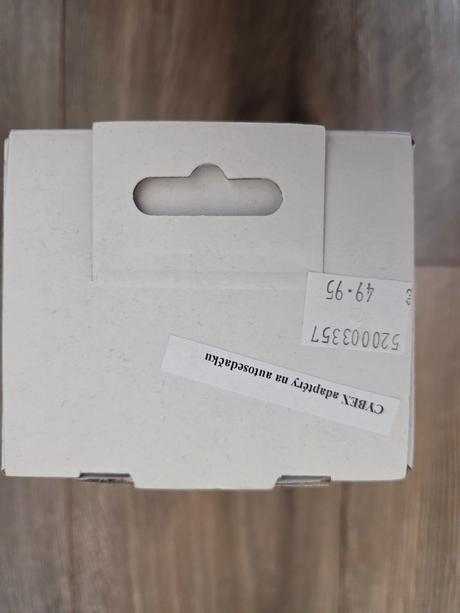 CYBEX adaptéry na autosedačku
520003357
€ 49.95